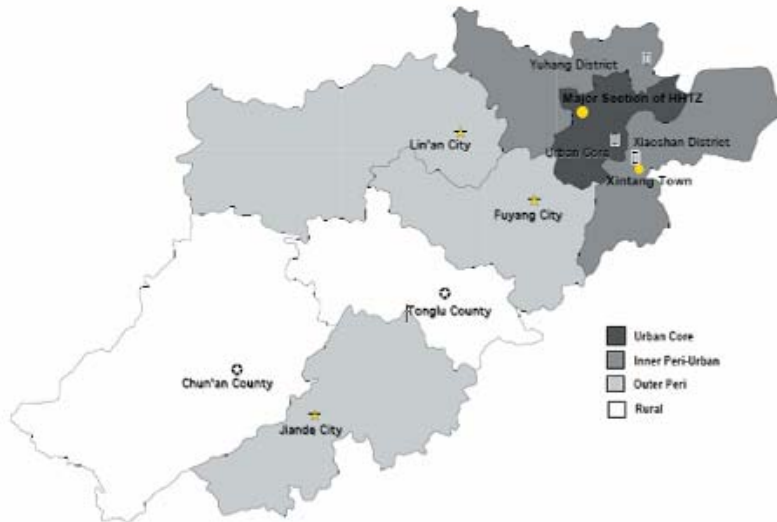 Yuhang District
Major Section of HHTZ
Lin'an City
Urban Core
Xiaoshan District
Xintang Town
Fuyang City
Tonglu County
Chun'an County
Jiande City
Urban Core
Inner Peri-Urban
Outer Peri
Rural